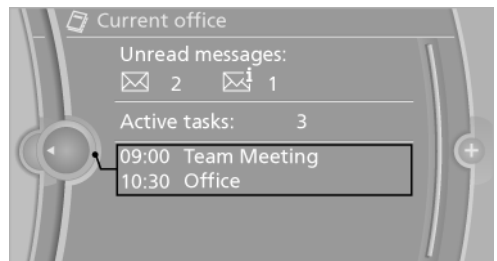 Current office
Unread messages:
2 1
Active tasks: 3
09:00 Team Meeting
10:30 Office